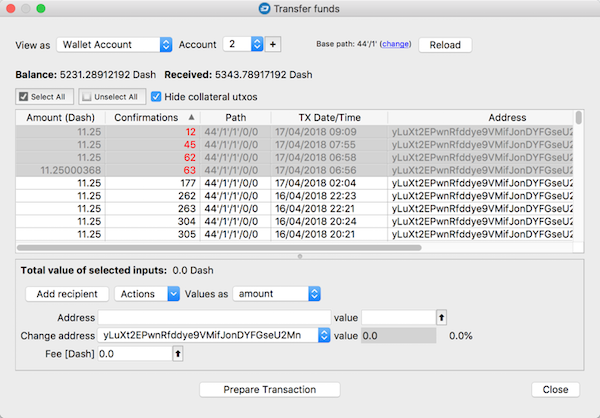 Transfer funds
View as Wallet Account Account 2 + Base path: 44'/1' (change) Reload
Balance: 5231.28912192 Dash Received: 5343.78917192 Dash
Select All Unselect All Hide collateral utxos
Amount (Dash) Confirmations Path TX Date/Time Address
11.25 12 44'/1'/1'/0/0 17/04/2018 09:09 yLuXt2EPwnRfddye9VMifJonDYFGseU2
11.25 45 44'/1'/1'/0/0 17/04/2018 07:55 yLuXt2EPwnRfddye9VMifJonDYFGseU2
11.25 62 44'/1'/1'/0/0 17/04/2018 06:58 yLuXt2EPwnRfddye9VMifJonDYFGseU2
11.25000368 63 44'/1'/1'/0/0 17/04/2018 06:56 yLuXt2EPwnRfddye9VMifJonDYFGseU2
11.25 177 44'/1'/1'/0/0 17/04/2018 02:04 yLuXt2EPwnRfddye9VMifJonDYFGseU2
11.25 262 44'/1'/1'/0/0 16/04/2018 22:23 yLuXt2EPwnRfddye9VMifJonDYFGseU2
11.25 263 44'/1'/1'/0/0 16/04/2018 22:21 yLuXt2EPwnRfddye9VMifJonDYFGseU2
11.25 304 44'/1'/1'/0/0 16/04/2018 20:24 yLuXt2EPwnRfddye9VMifJonDYFGseU2
11.25 305 44'/1'/1'/0/0 16/04/2018 20:21 yLuXt2EPwnRfddye9VMifJonDYFGseU2
Total value of selected inputs: 0.0 Dash
Add recipient Actions Values as amount
Address value
Change address yLuXt2EPwnRfddye9VMifJonDYFGseU2Mn value 0.0 0.0%
Fee [Dash] 0.0
Prepare Transaction Close